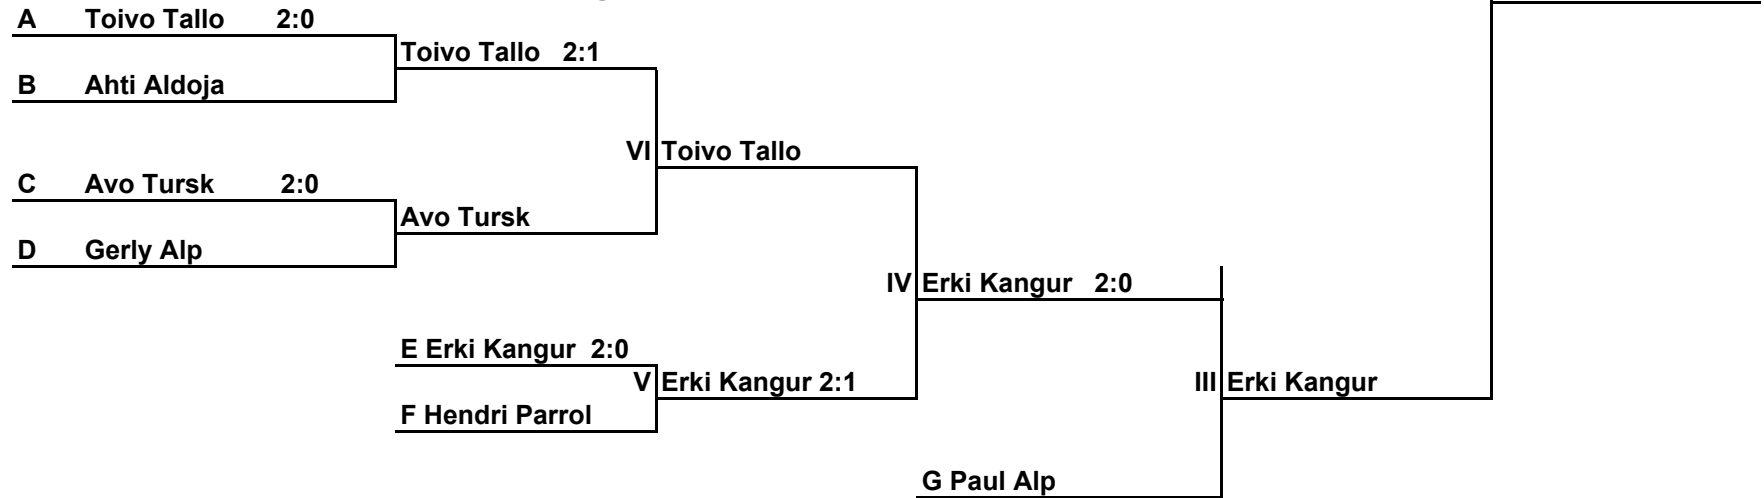 A Toivo Tallo 2:0
Toivo Tallo 2:1
B Ahti Aldoja
VI Toivo Tallo
C Avo Tursk 2:0
Avo Tursk
D Gerly Alp
IV Erki Kangur 2:0
E Erki Kangur 2:0
V Erki Kangur 2:1
III Erki Kangur
F Hendri Parrol
G Paul Alp